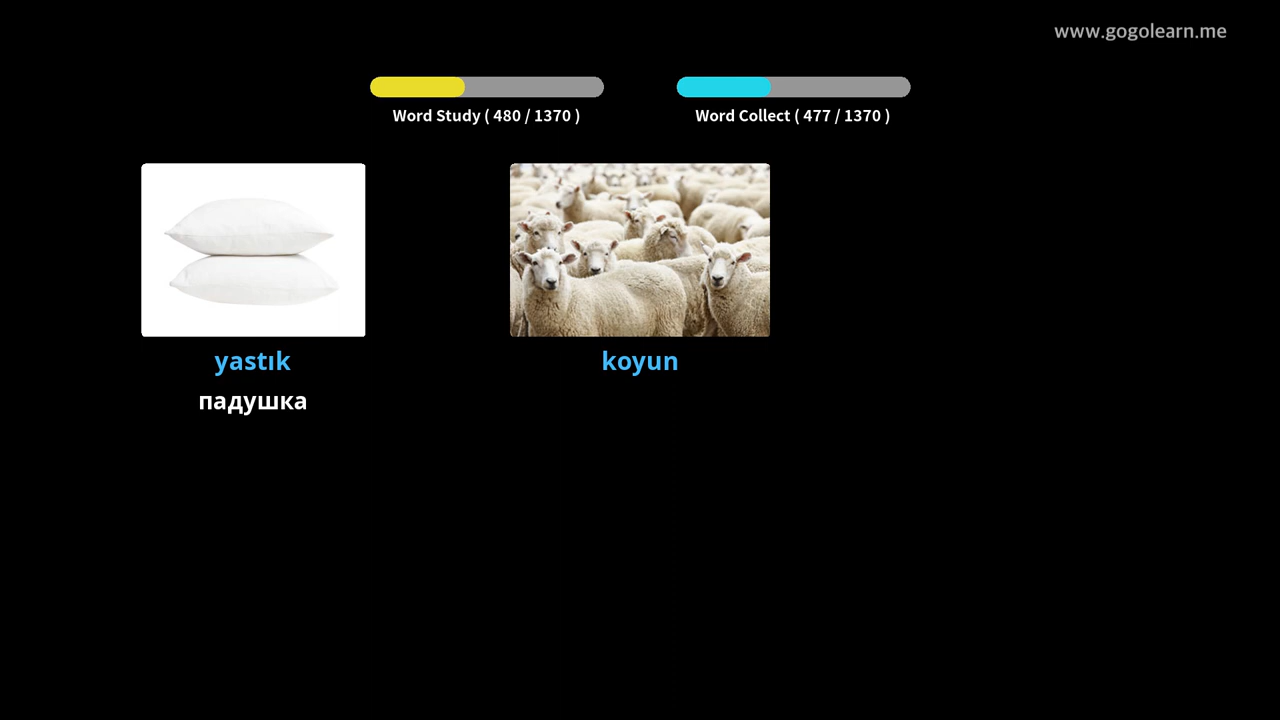 www.gogolearn.me
Word Study ( 480 / 1370 )
Word Collect ( 477 / 1370 )
yastık
koyun
падушка